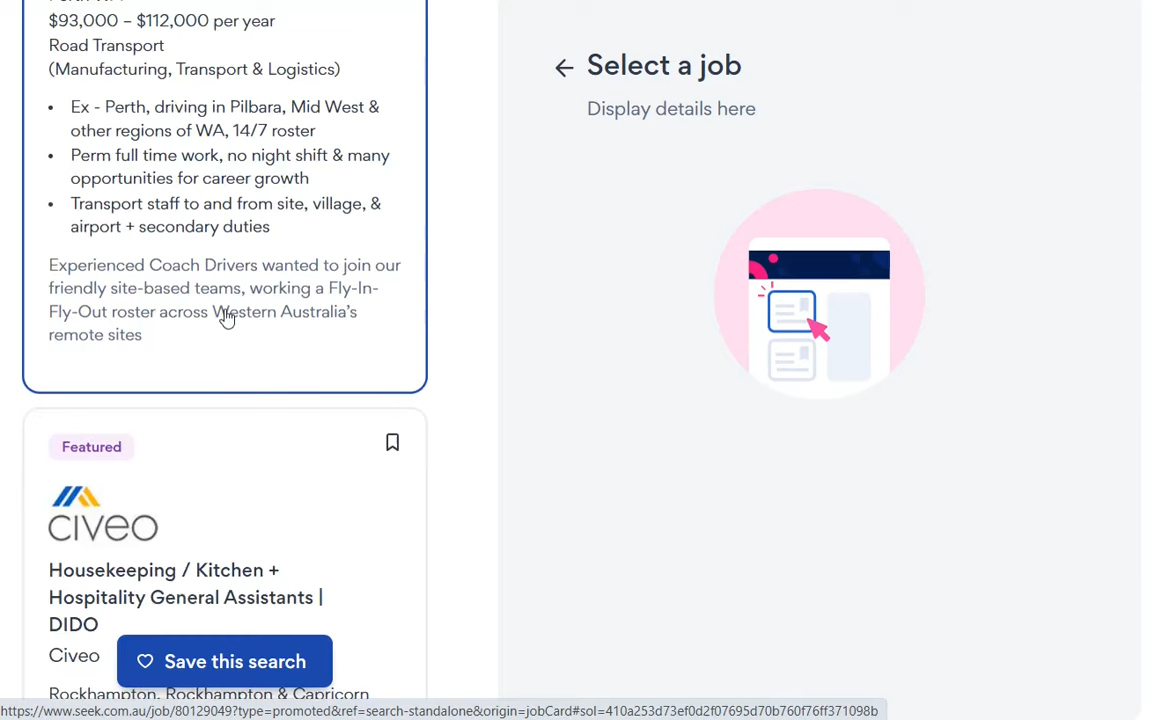 $93,000 – $112,000 per year
Road Transport
(Manufacturing, Transport & Logistics)
• Ex - Perth, driving in Pilbara, Mid West &
other regions of WA, 14/7 roster
• Perm full time work, no night shift & many
opportunities for career growth
• Transport staff to and from site, village, &
airport + secondary duties
Experienced Coach Drivers wanted to join our
friendly site-based teams, working a Fly-In-
Fly-Out roster across Western Australia's
remote sites
Featured
civeo
Housekeeping / Kitchen +
Hospitality General Assistants |
DIDO
Civeo
Save this search
Rockhampton, Rockhampton & Capricorn
https://www.seek.com.au/job/80129049?type=promoted&ref=search-standalone&origin=jobCard#sol=410a253d73ef0d2f07695d70b760f76ff371098b
Select a job
Display details here